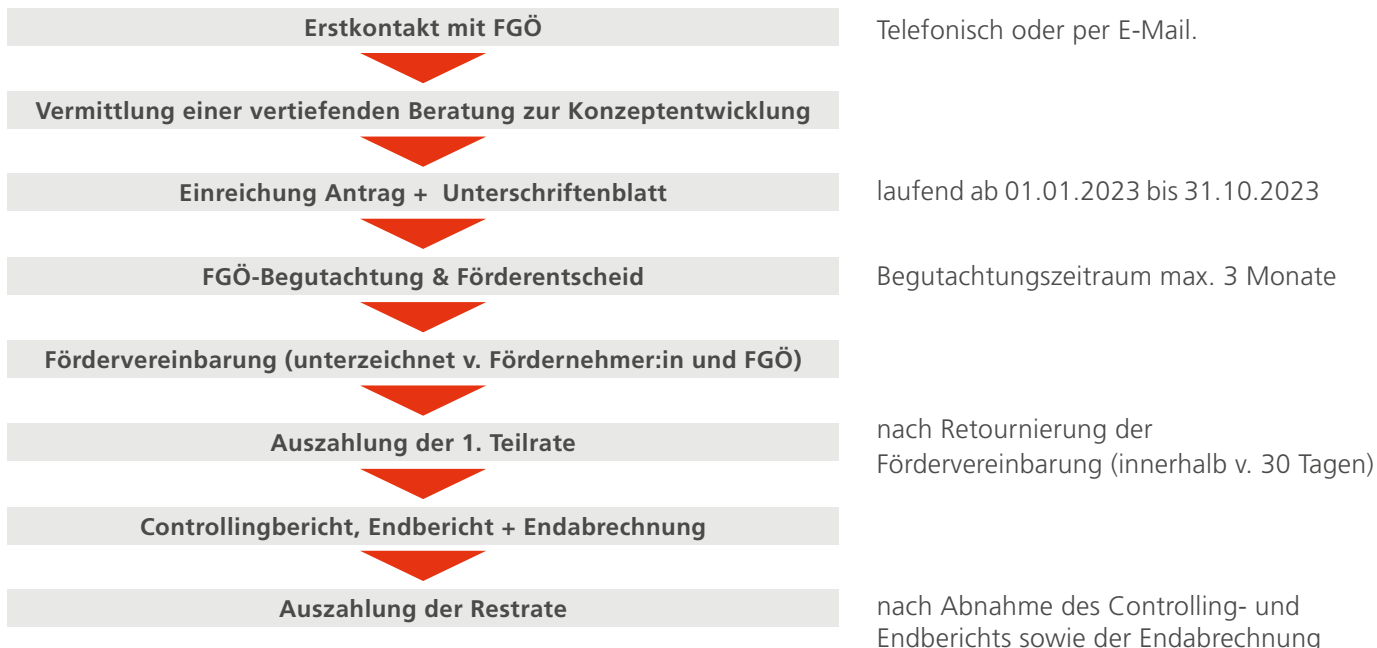 Erstkontakt mit FGÖ
Telefonisch oder per E-Mail.
Vermittlung einer vertiefenden Beratung zur Konzeptentwicklung
Einreichung Antrag + Unterschriftenblatt
laufend ab 01.01.2023 bis 31.10.2023
FGÖ-Begutachtung & Förderentscheid
Begutachtungszeitraum max. 3 Monate
Fördervereinbarung (unterzeichnet v. Fördernehmer:in und FGÖ)
Auszahlung der 1. Teilrate
nach Retournierung der
Fördervereinbarung (innerhalb v. 30 Tagen)
Controllingbericht, Endbericht + Endabrechnung
Auszahlung der Restrate
nach Abnahme des Controlling- und
Endberichts sowie der Endabrechnung